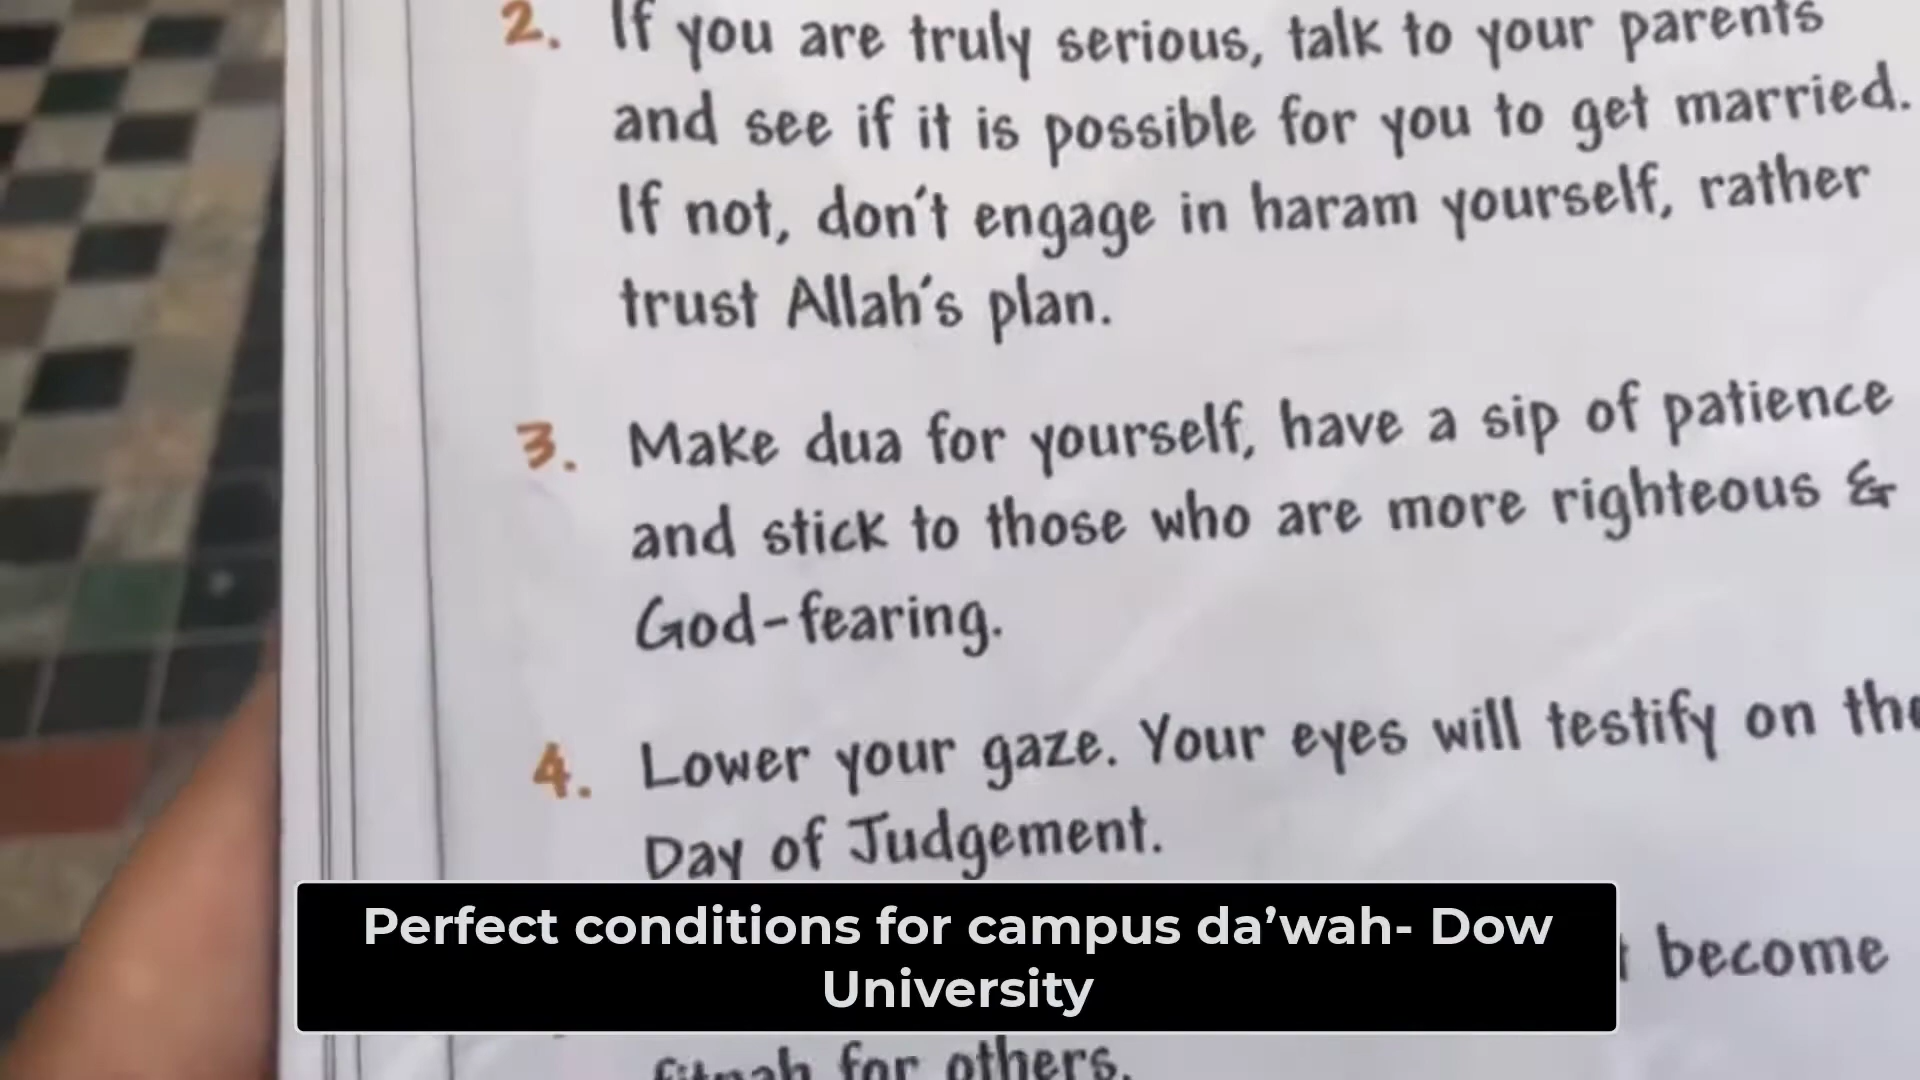 2. If you are truly serious, talk to your parents
and see if it is possible for you to get married.
If not, don't engage in haram yourself, rather
trust Allah's plan.
3. Make dua for yourself, have a sip of patience
and stick to those who are more righteous &
God-fearing.
4. Lower your gaze. Your eyes will testify on the
Day of Judgement.
become
fitnah for others.
Perfect conditions for campus da’wah- Dow
University